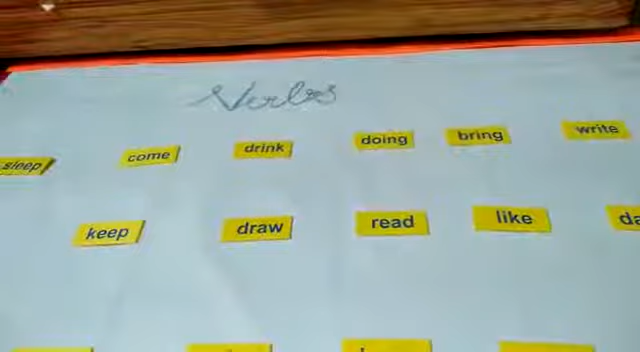 Verbs
sleep come drink doing bring write
keep draw read like